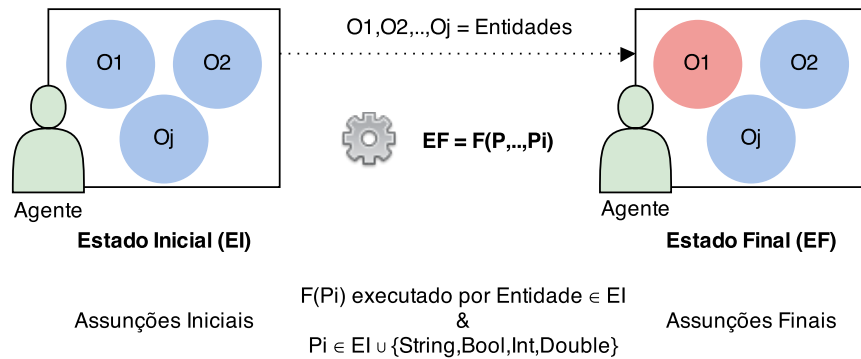 O1,O2,..,Oj = Entidades
O1
O2
Oj
Agente
Estado Inicial (EI)
EF = F(P,..,Pi)
O1
O2
Oj
Agente
Estado Final (EF)
Assunções Iniciais
F(Pi) executado por Entidade ∈ EI
&
Pi ∈ EI ∪ {String,Bool,Int,Double}
Assunções Finais